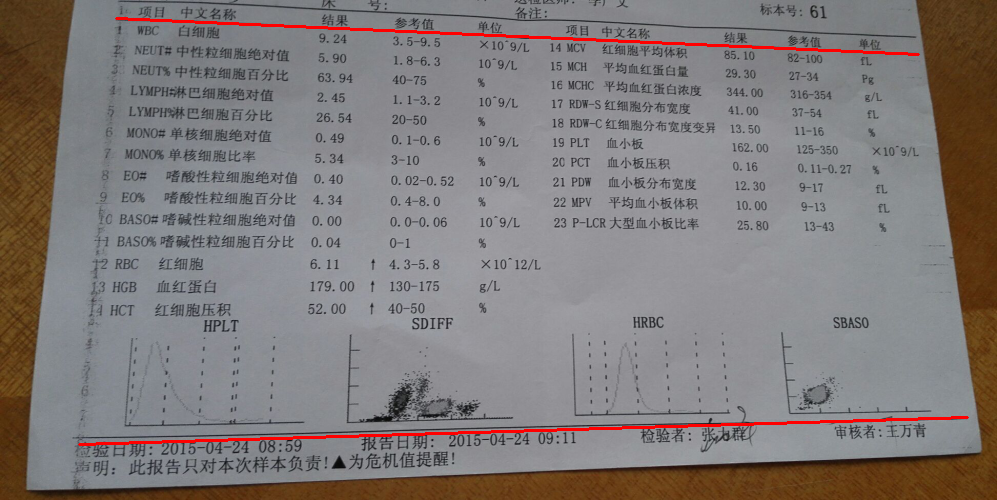 床 号:
备注:
标本号: 61
项目 中文名称 结果 参考值 单位 项目 中文名称 结果 参考值 单位
1 WBC 白细胞 9.24 3.5-9.5 ×10^9/L 14 MCV 红细胞平均体积 85.10 82-100 fL
2 NEUT# 中性粒细胞绝对值 5.90 1.8-6.3 10^9/L 15 MCH 平均血红蛋白量 29.30 27-34 Pg
3 NEUT% 中性粒细胞百分比 63.94 40-75 % 16 MCHC 平均血红蛋白浓度 344.00 316-354 g/L
4 LYMPH#淋巴细胞绝对值 2.45 1.1-3.2 10^9/L 17 RDW-S 红细胞分布宽度 41.00 37-54 fL
5 LYMPH%淋巴细胞百分比 26.54 20-50 % 18 RDW-C 红细胞分布宽度变异 13.50 11-16 %
6 MONO# 单核细胞绝对值 0.49 0.1-0.6 10^9/L 19 PLT 血小板 162.00 125-350 ×10^9/L
7 MONO% 单核细胞比率 5.34 3-10 % 20 PCT 血小板压积 0.16 0.11-0.27 %
8 EO# 嗜酸性粒细胞绝对值 0.40 0.02-0.52 10^9/L 21 PDW 血小板分布宽度 12.30 9-17 fL
9 EO% 嗜酸性粒细胞百分比 4.34 0.4-8.0 % 22 MPV 平均血小板体积 10.00 9-13 fL
10 BASO# 嗜碱性粒细胞绝对值 0.00 0.0-0.06 10^9/L 23 P-LCR 大型血小板比率 25.80 13-43 %
11 BASO% 嗜碱性粒细胞百分比 0.04 0-1 %
12 RBC 红细胞 6.11 ↑ 4.3-5.8 ×10^12/L
13 HGB 血红蛋白 179.00 ↑ 130-175 g/L
14 HCT 红细胞压积 52.00 ↑ 40-50 %
HPLT SDIFF HRBC SBASO
检验日期: 2015-04-24 08:59 报告日期: 2015-04-24 09:11 检验者: 审核者:王万青
声明: 此报告只对本次样本负责!▲为危机值提醒!